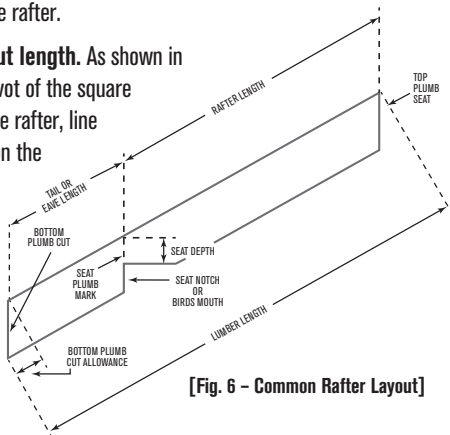 e rafter.
ut length. As shown in
vot of the square
e rafter, line
n the
RAFTER LENGTH
TOP
PLUMB
SEAT
TAIL OR
EAVE LENGTH
BOTTOM
PLUMB CUT
SEAT DEPTH
SEAT
PLUMB
MARK
SEAT NOTCH
OR
BIRDS MOUTH
LUMBER LENGTH
BOTTOM PLUMB
CUT ALLOWANCE
[Fig. 6 – Common Rafter Layout]